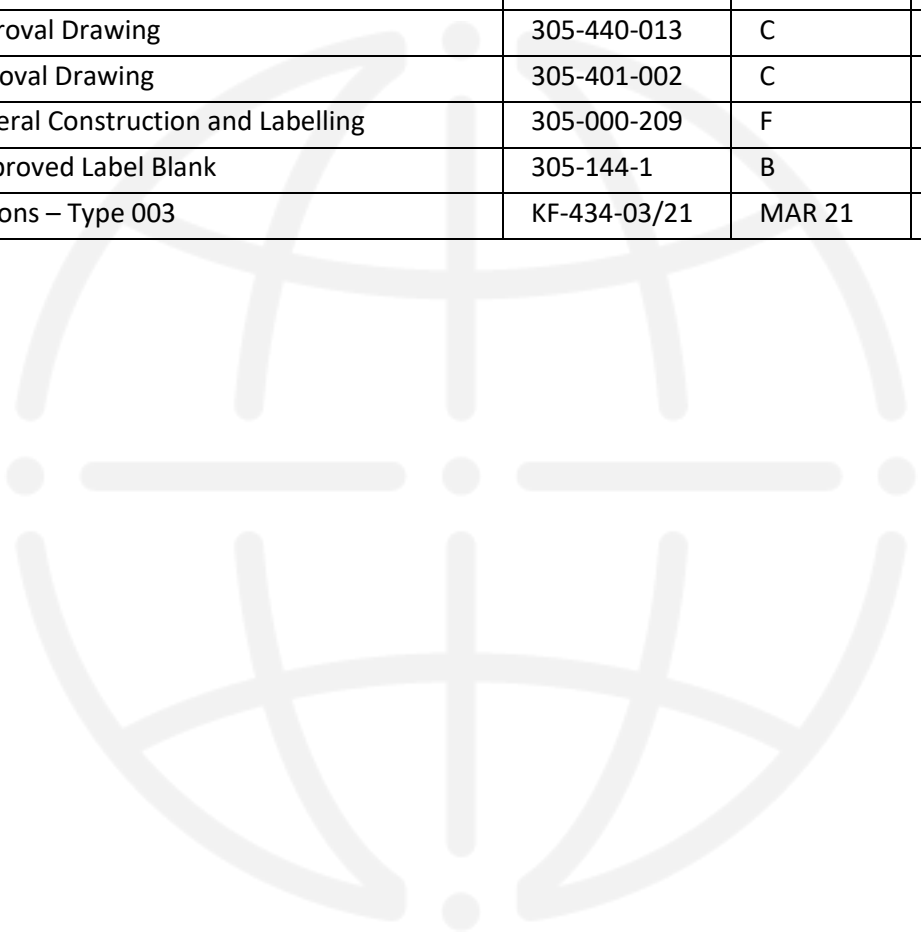 roval Drawing 305-440-013 C
oval Drawing 305-401-002 C
eral Construction and Labelling 305-000-209 F
proved Label Blank 305-144-1 B
ons – Type 003 KF-434-03/21 MAR 21